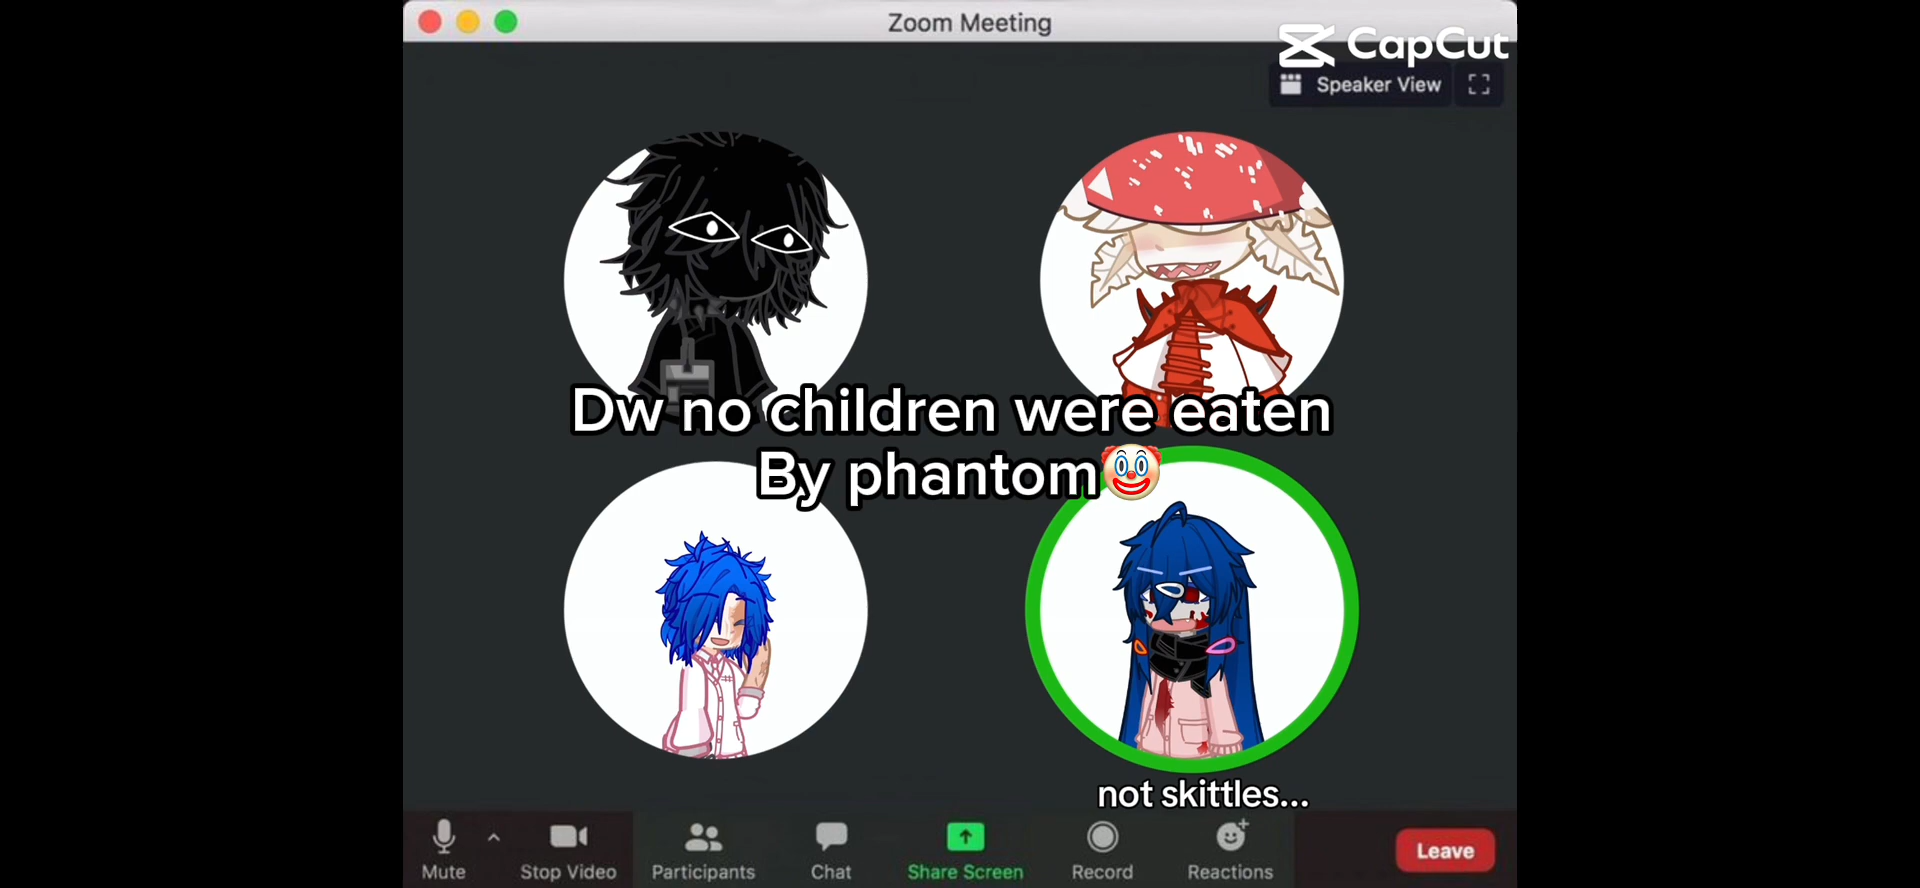 Zoom Meeting
CapCut
Speaker View
Dw no children were eaten
By phantom🤡
not skittles...
Mute
Stop Video
Participants
Chat
Share Screen
Record
Reactions
Leave